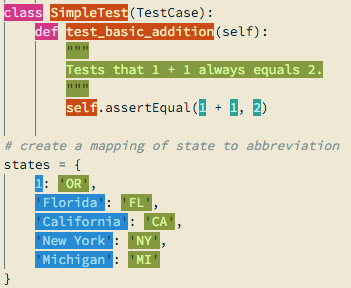 class SimpleTest(TestCase):
    def test_basic_addition(self):
        """
        Tests that 1 + 1 always equals 2.
        """
        self.assertEqual(1 + 1, 2)

# create a mapping of state to abbreviation
states = {
    1: 'OR',
    'Florida': 'FL',
    'California': 'CA',
    'New York': 'NY',
    'Michigan': 'MI'
}